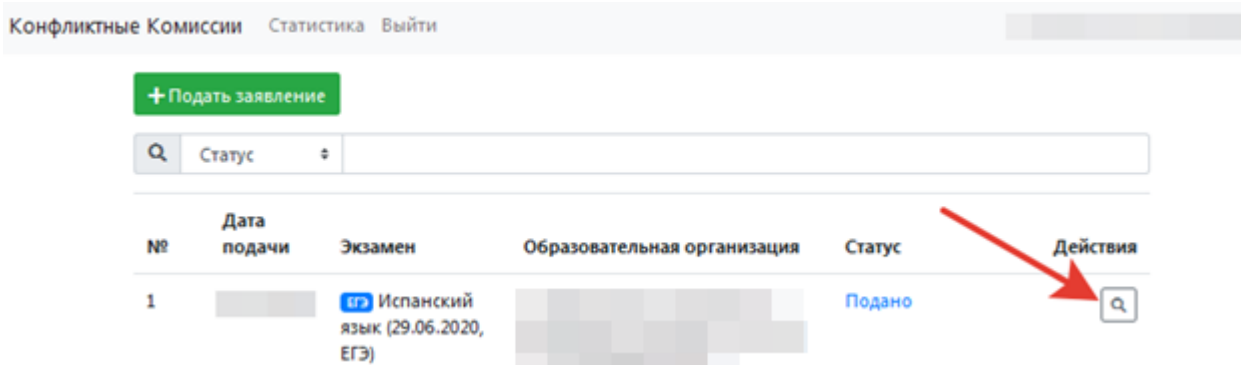 Конфликтные Комиссии Статистика Выйти
+ Подать заявление
Статус
№ Дата подачи Экзамен Образовательная организация Статус Действия
1 ЕГЭ Испанский Подано
язык (29.06.2020,
ЕГЭ)